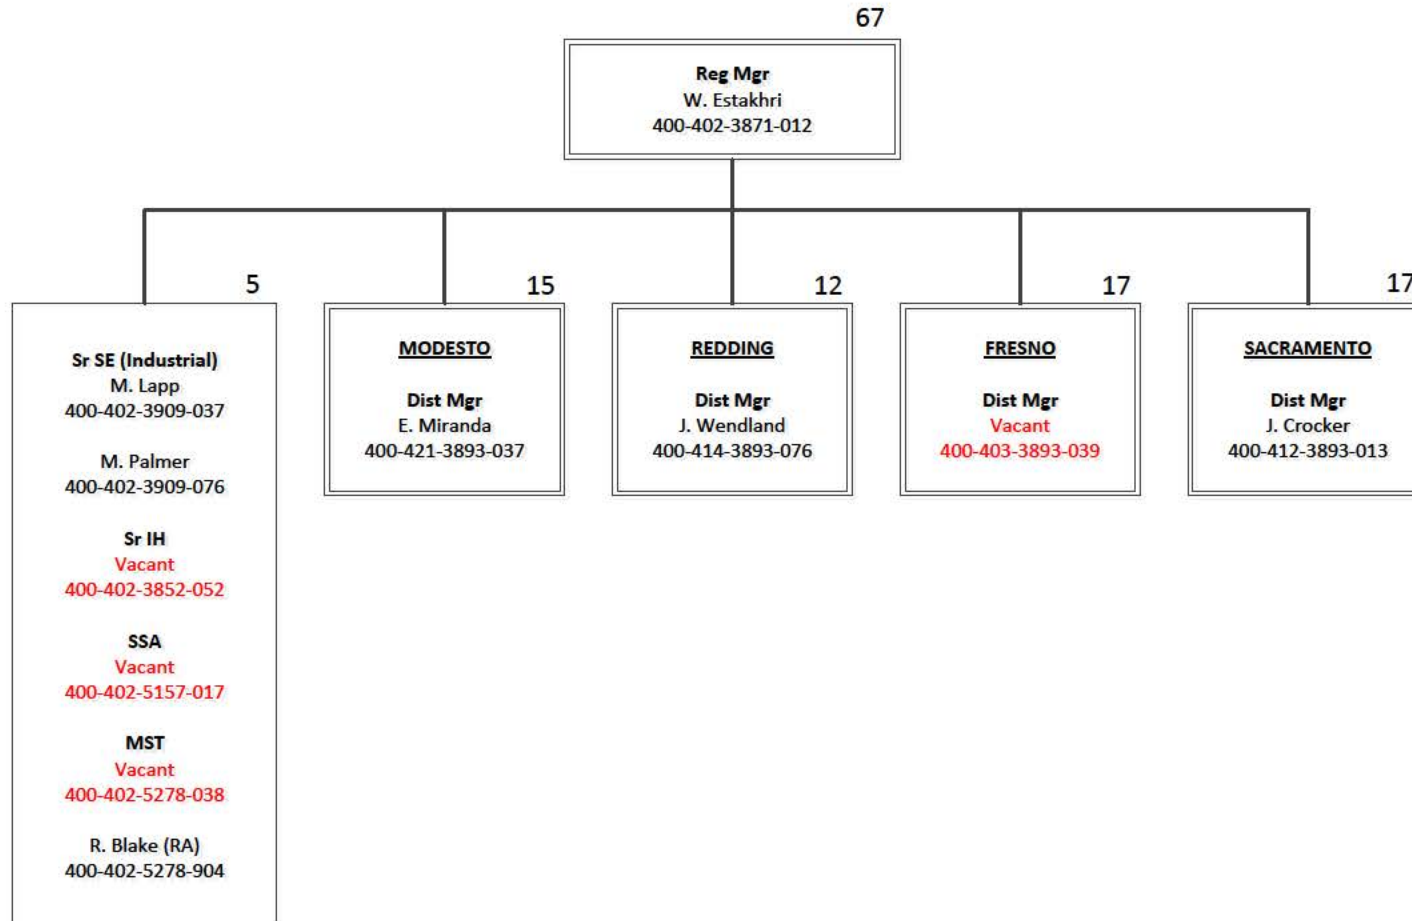 67
Reg Mgr
W. Estakhri
400-402-3871-012
5
Sr SE (Industrial)
M. Lapp
400-402-3909-037
M. Palmer
400-402-3909-076
Sr IH
Vacant
400-402-3852-052
SSA
Vacant
400-402-5157-017
MST
Vacant
400-402-5278-038
R. Blake (RA)
400-402-5278-904
15
MODESTO
Dist Mgr
E. Miranda
400-421-3893-037
12
REDDING
Dist Mgr
J. Wendland
400-414-3893-076
17
FRESNO
Dist Mgr
Vacant
400-403-3893-039
17
SACRAMENTO
Dist Mgr
J. Crocker
400-412-3893-013